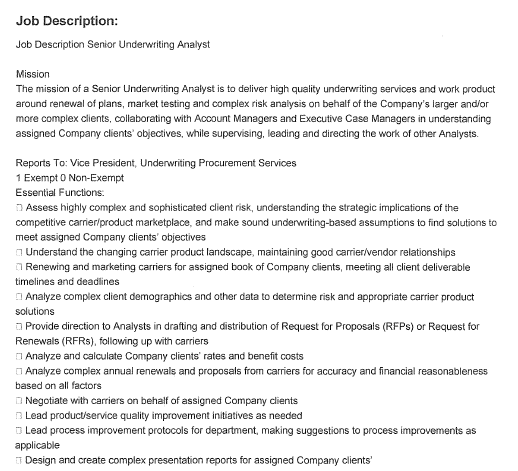 Job Description:
Job Description Senior Underwriting Analyst
Mission
The mission of a Senior Underwriting Analyst is to deliver high quality underwriting services and work product
around renewal of plans, market testing and complex risk analysis on behalf of the Company's larger and/or
more complex clients, collaborating with Account Managers and Executive Case Managers in understanding
assigned Company clients' objectives, while supervising, leading and directing the work of other Analysts.
Reports To: Vice President, Underwriting Procurement Services
1 Exempt 0 Non-Exempt
Essential Functions:
□ Assess highly complex and sophisticated client risk, understanding the strategic implications of the
competitive carrier/product marketplace, and make sound underwriting-based assumptions to find solutions to
meet assigned Company clients' objectives
□ Understand the changing carrier product landscape, maintaining good carrier/vendor relationships
□ Renewing and marketing carriers for assigned book of Company clients, meeting all client deliverable
timelines and deadlines
□ Analyze complex client demographics and other data to determine risk and appropriate carrier product
solutions
□ Provide direction to Analysts in drafting and distribution of Request for Proposals (RFPs) or Request for
Renewals (RFRs), following up with carriers
□ Analyze and calculate Company clients' rates and benefit costs
□ Analyze complex annual renewals and proposals from carriers for accuracy and financial reasonableness
based on all factors
□ Negotiate with carriers on behalf of assigned Company clients
□ Lead product/service quality improvement initiatives as needed
□ Lead process improvement protocols for department, making suggestions to process improvements as
applicable
□ Design and create complex presentation reports for assigned Company clients'